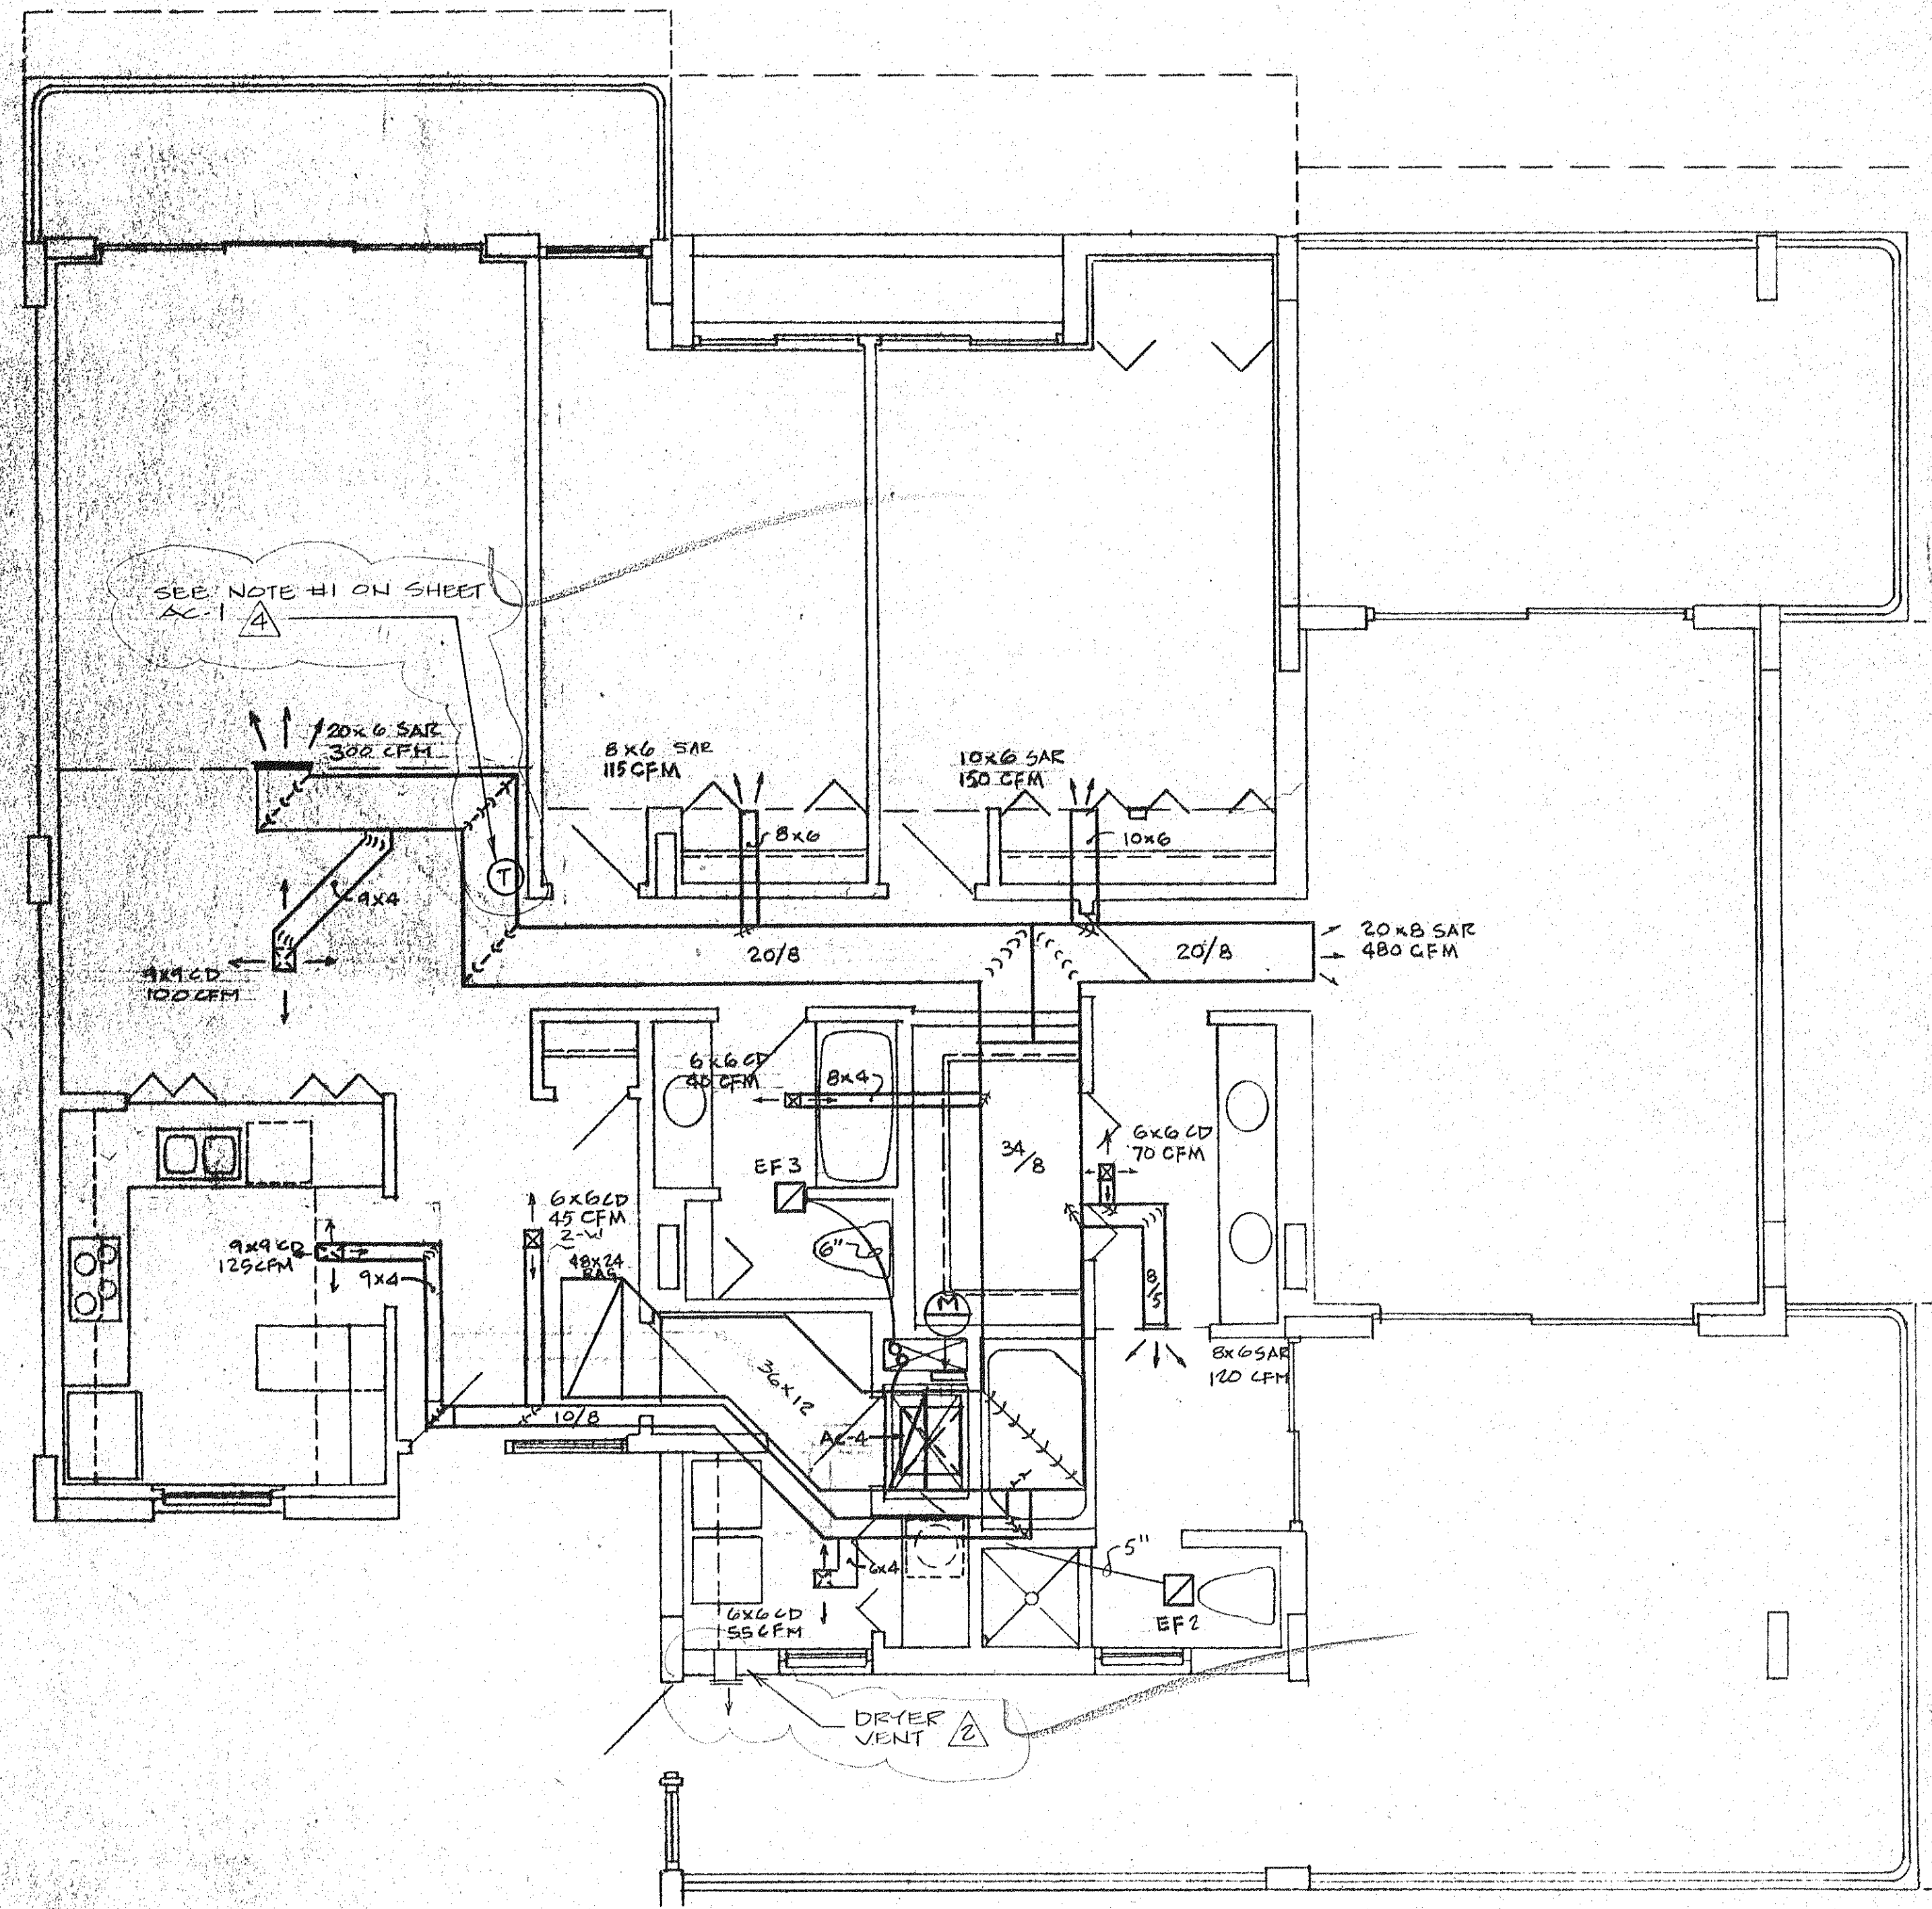 SEE NOTE #1 ON SHEET
AC-1 4
20x6 SAR
300 CFM
8x6 SAR
115 CFM
10x6 SAR
150 CFM
8x6
10x6
T
9x4
20/8
20/8
20x8 SAR
480 CFM
9x9 CD
100 CFM
6x6 CD
40 CFM
8x4
34/8
6x6 CD
70 CFM
EF3
6x6 CD
45 CFM
2-W
48x24
RAG
6"
9x9 CD
125 CFM
9x4
M
8/5
8x6 SAR
120 CFM
36x12
10/8
AC-4
5"
6x4
6x6 CD
55 CFM
EF2
DRYER
VENT 2